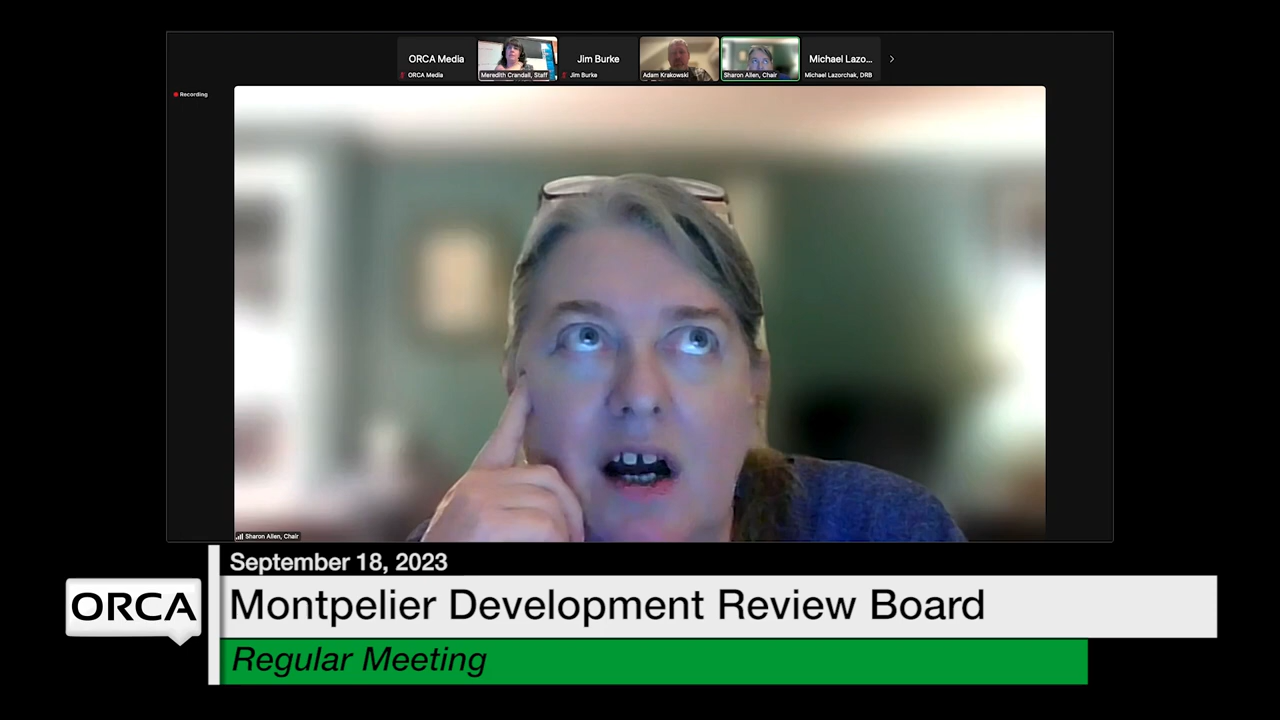 ORCA Media
Jim Burke
Michael Lazo...
ORCA Media
Meredith Crandall, Staff
Jim Burke
Adam Krakowski
Sharon Allen, Chair
Michael Lazorchak, DRB
Recording
Sharon Allen, Chair
September 18, 2023
ORCA
Montpelier Development Review Board
Regular Meeting